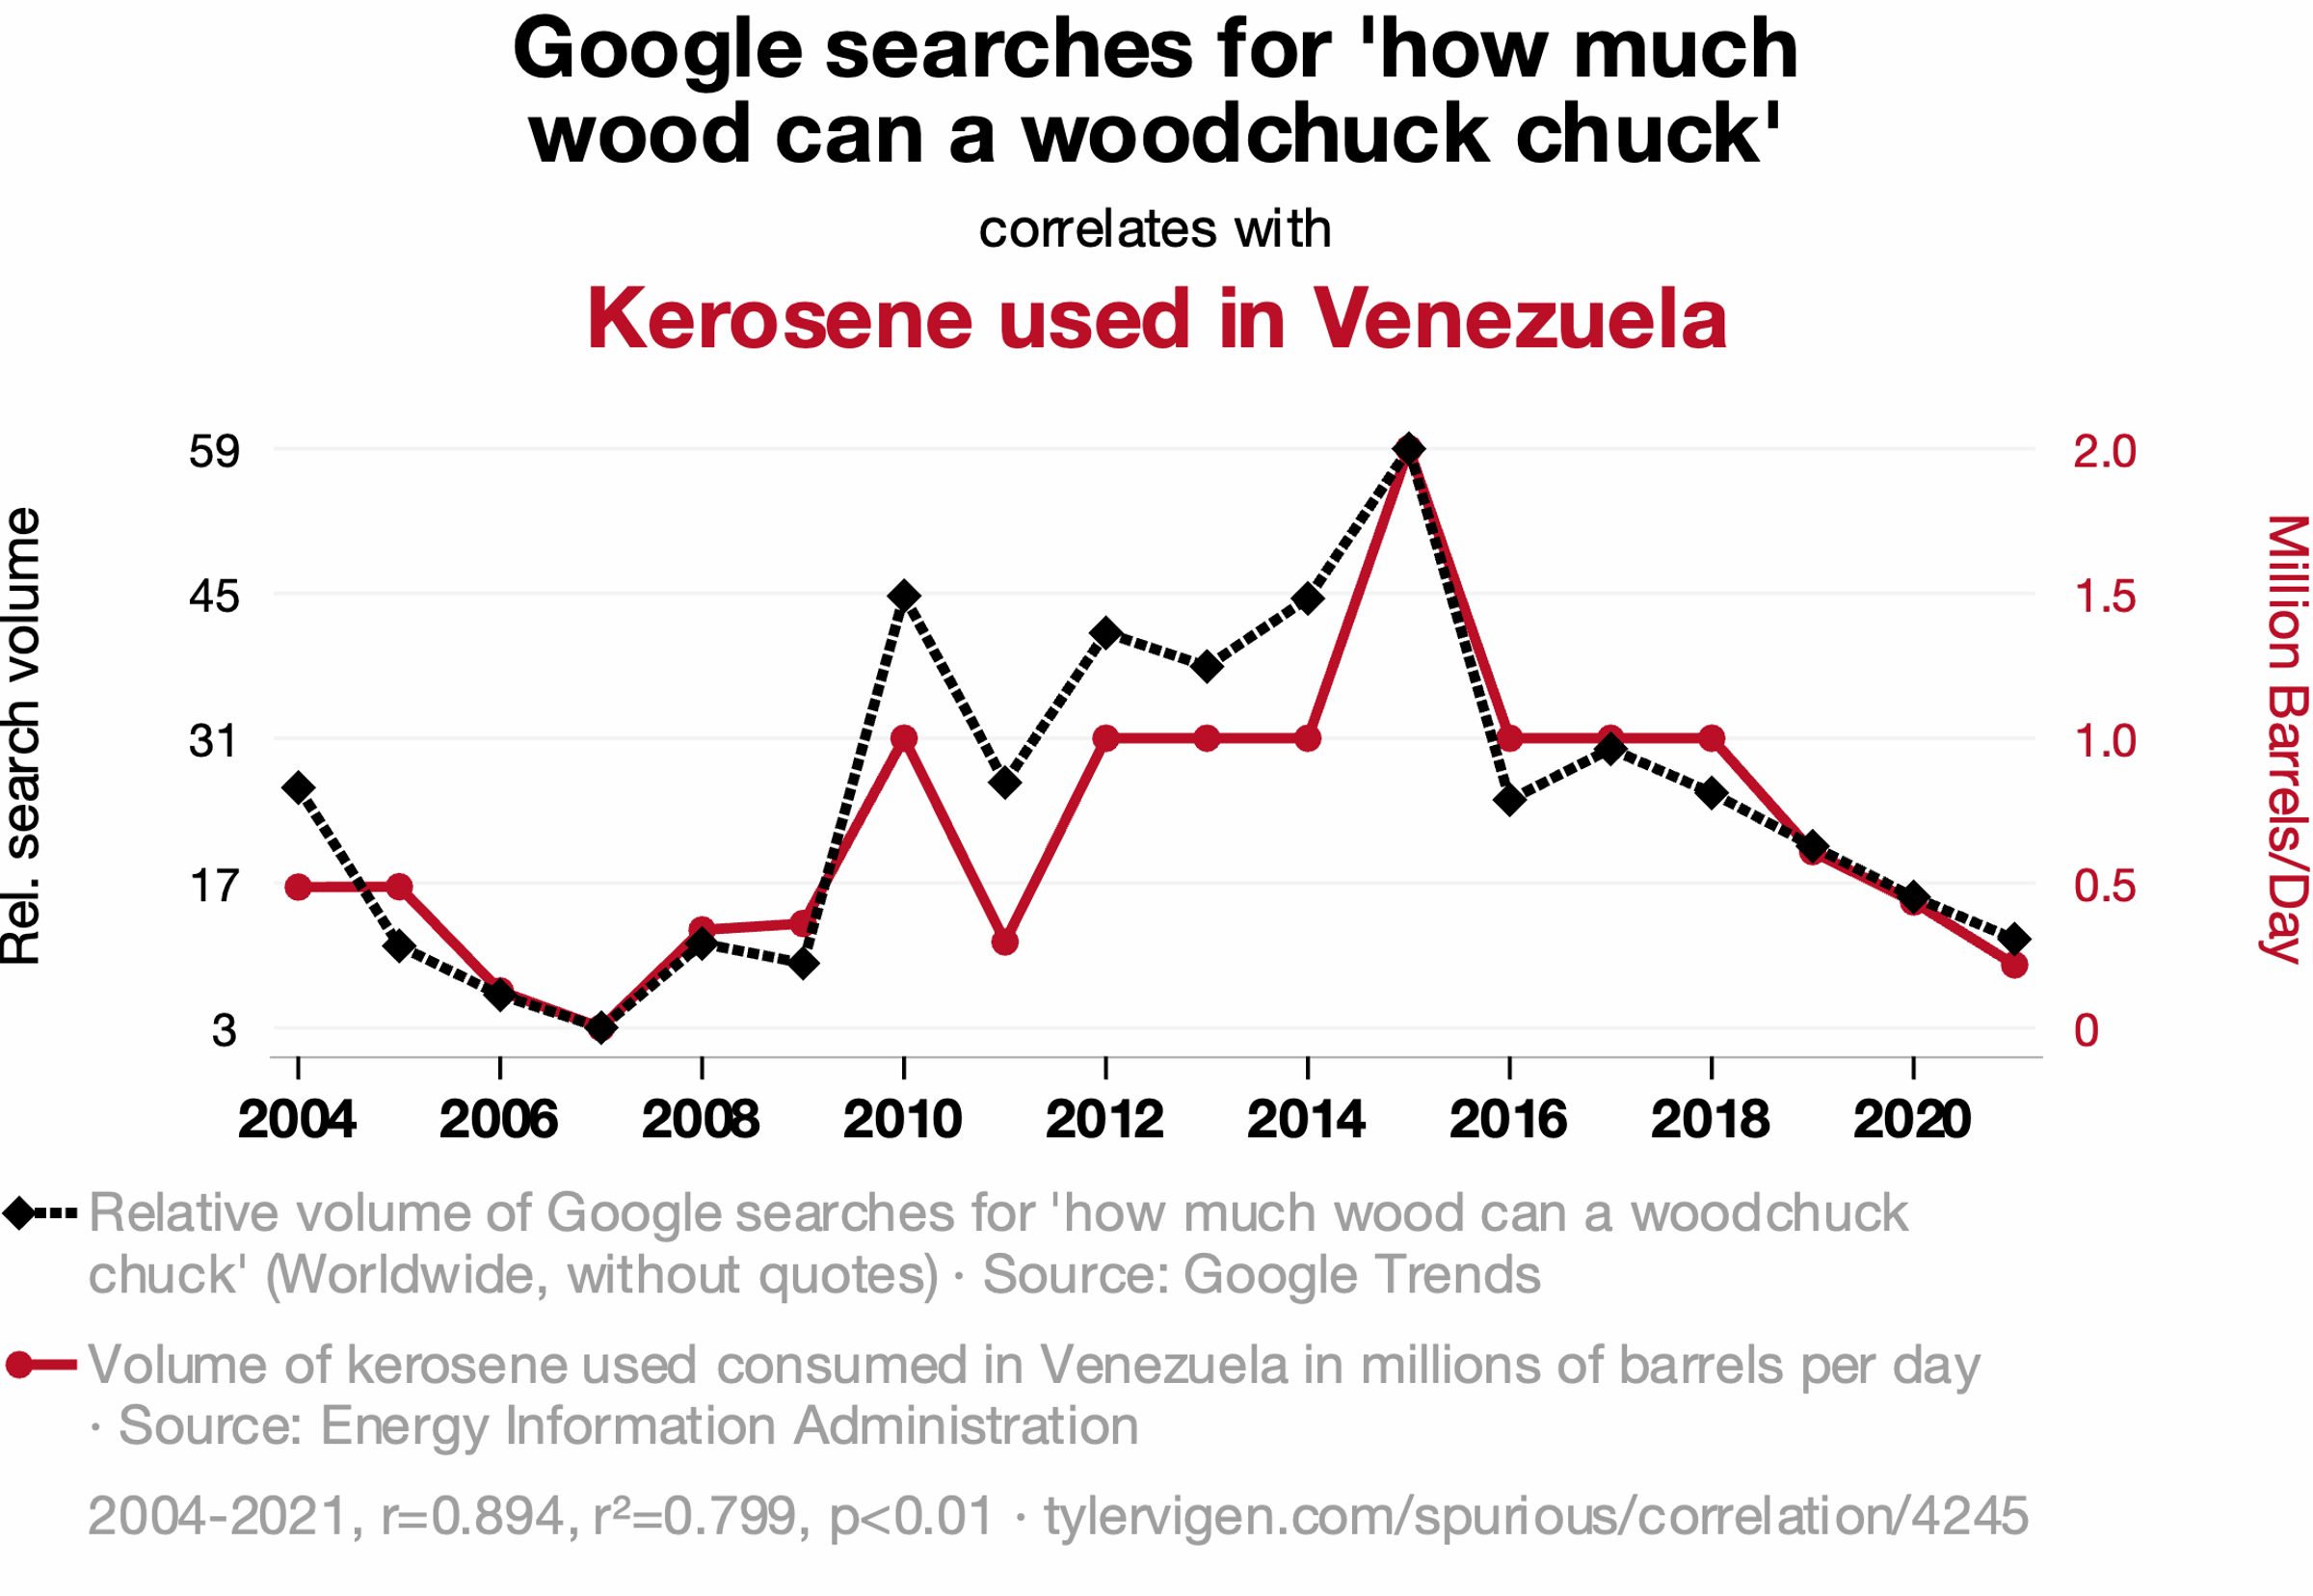 Google searches for 'how much
wood can a woodchuck chuck'
correlates with
Kerosene used in Venezuela
Rel. search volume
59
45
31
17
3
2.0
1.5
1.0
0.5
0
Million Barrels/Day
2004
2006
2008
2010
2012
2014
2016
2018
2020
Relative volume of Google searches for 'how much wood can a woodchuck
chuck' (Worldwide, without quotes) · Source: Google Trends
Volume of kerosene used consumed in Venezuela in millions of barrels per day
· Source: Energy Information Administration
2004-2021, r=0.894, r²=0.799, p<0.01 · tylervigen.com/spurious/correlation/4245